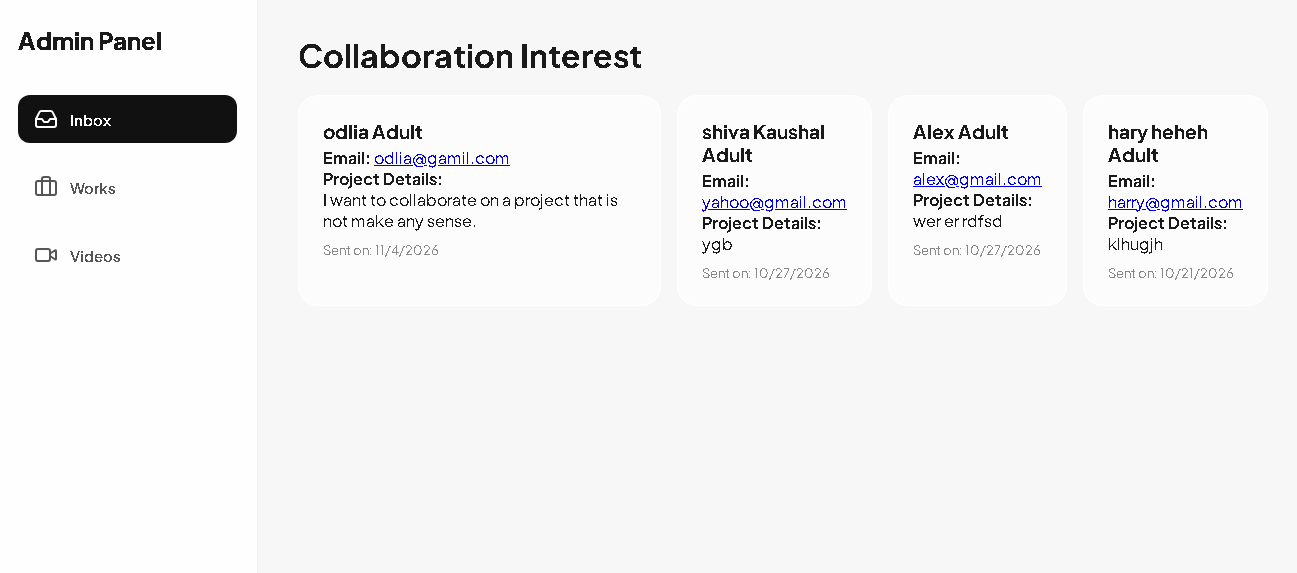 Admin Panel
Inbox
Works
Videos
Collaboration Interest
odlia Adult
Email: odlia@gamil.com
Project Details:
I want to collaborate on a project that is
not make any sense.
Sent on: 11/4/2026
shiva Kaushal
Adult
Email:
yahoo@gmail.com
Project Details:
ygb
Sent on: 10/27/2026
Alex Adult
Email:
alex@gmail.com
Project Details:
wer er rdfsd
Sent on: 10/27/2026
hary heheh
Adult
Email:
harry@gmail.com
Project Details:
klhugjh
Sent on: 10/21/2026